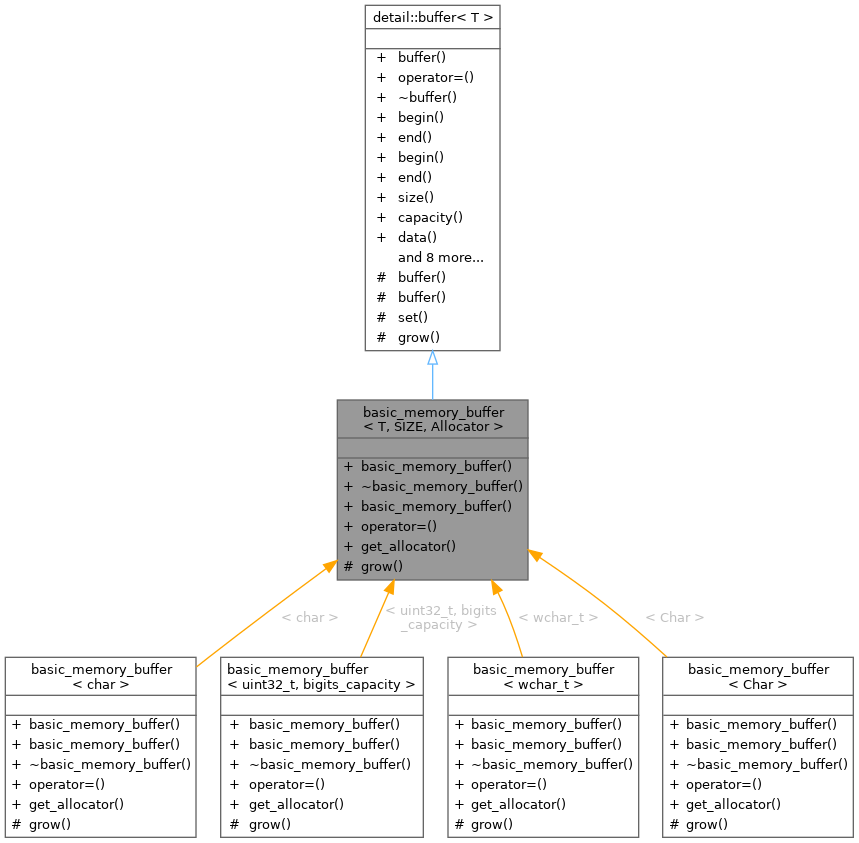 detail::buffer< T >
+ buffer()
+ operator=()
+ ~buffer()
+ begin()
+ end()
+ begin()
+ end()
+ size()
+ capacity()
+ data()
and 8 more...
# buffer()
# buffer()
# set()
# grow()
basic_memory_buffer
< T, SIZE, Allocator >
+ basic_memory_buffer()
+ ~basic_memory_buffer()
+ basic_memory_buffer()
+ operator=()
+ get_allocator()
# grow()
< char >
< uint32_t, bigits
_capacity >
< wchar_t >
< Char >
basic_memory_buffer
< char >
+ basic_memory_buffer()
+ basic_memory_buffer()
+ ~basic_memory_buffer()
+ operator=()
+ get_allocator()
# grow()
basic_memory_buffer
< uint32_t, bigits_capacity >
+ basic_memory_buffer()
+ basic_memory_buffer()
+ ~basic_memory_buffer()
+ operator=()
+ get_allocator()
# grow()
basic_memory_buffer
< wchar_t >
+ basic_memory_buffer()
+ basic_memory_buffer()
+ ~basic_memory_buffer()
+ operator=()
+ get_allocator()
# grow()
basic_memory_buffer
< Char >
+ basic_memory_buffer()
+ basic_memory_buffer()
+ ~basic_memory_buffer()
+ operator=()
+ get_allocator()
# grow()